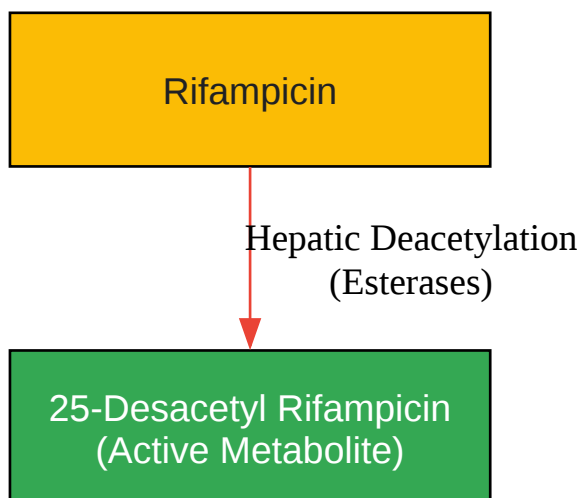 Rifampicin
Hepatic Deacetylation
(Esterases)
25-Desacetyl Rifampicin
(Active Metabolite)